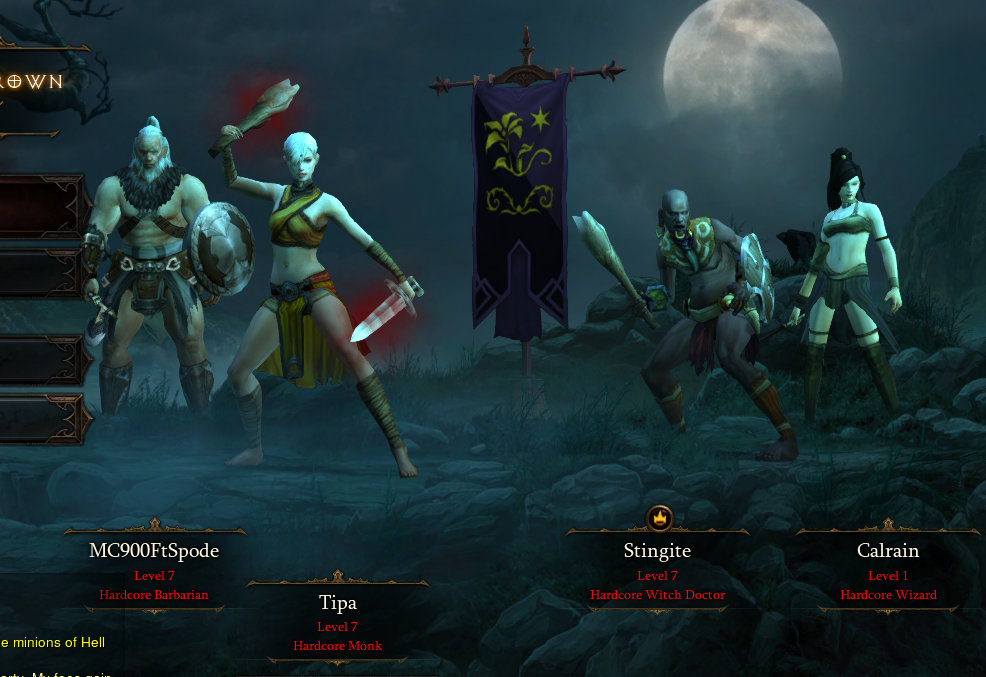 ROWN
MC900FtSpode
Level 7
Hardcore Barbarian
Tipa
Level 7
Hardcore Monk
Stingite
Level 7
Hardcore Witch Doctor
Calrain
Level 1
Hardcore Wizard
e minions of Hell